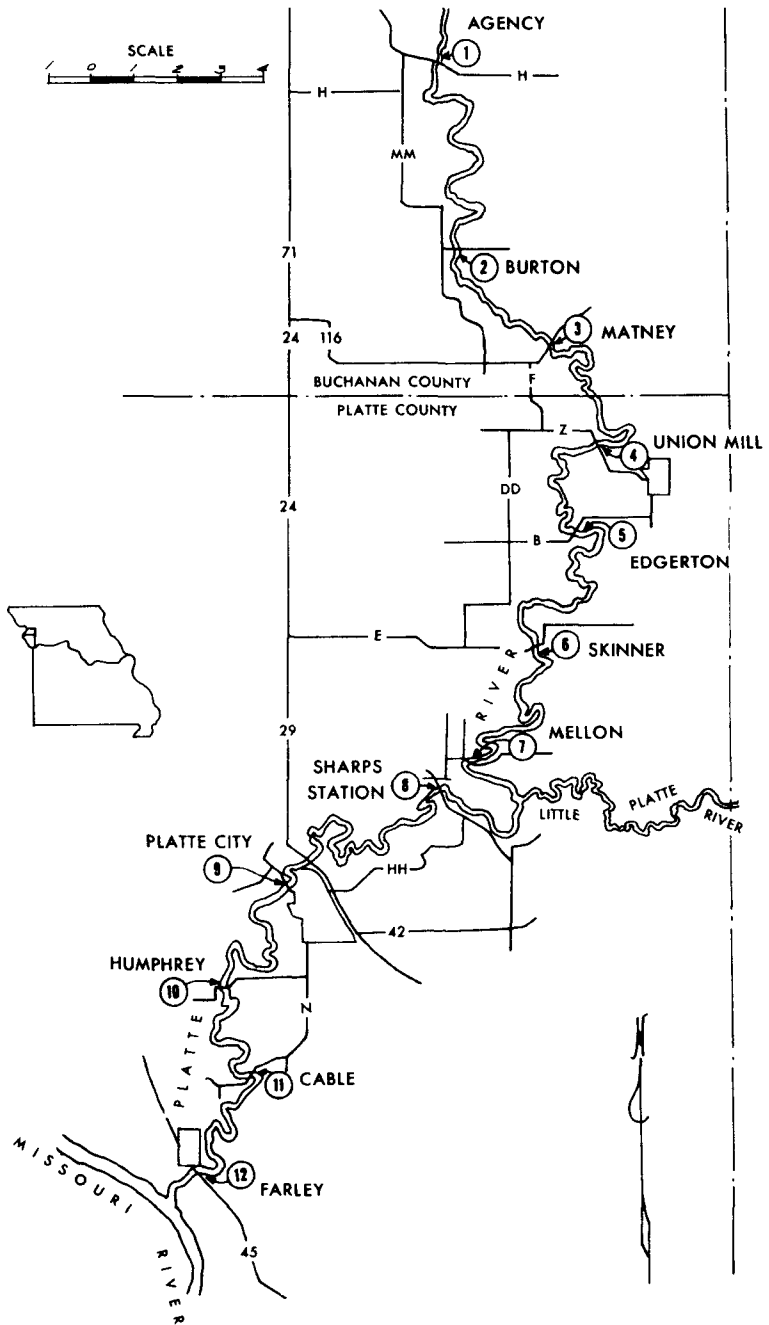 AGENCY
SCALE
1 0 1 2 3 4
1
H
H
MM
71
2 BURTON
3 MATNEY
24 116
F
BUCHANAN COUNTY
PLATTE COUNTY
Z
UNION MILL
4
DD
24
B
5
EDGERTON
E
6 SKINNER
RIVER
29
MELLON
7
SHARPS
STATION
8
LITTLE PLATTE RIVER
PLATTE CITY
9
HH
42
HUMPHREY
10
N
PLATTE
11 CABLE
N
MISSOURI RIVER
12
FARLEY
45